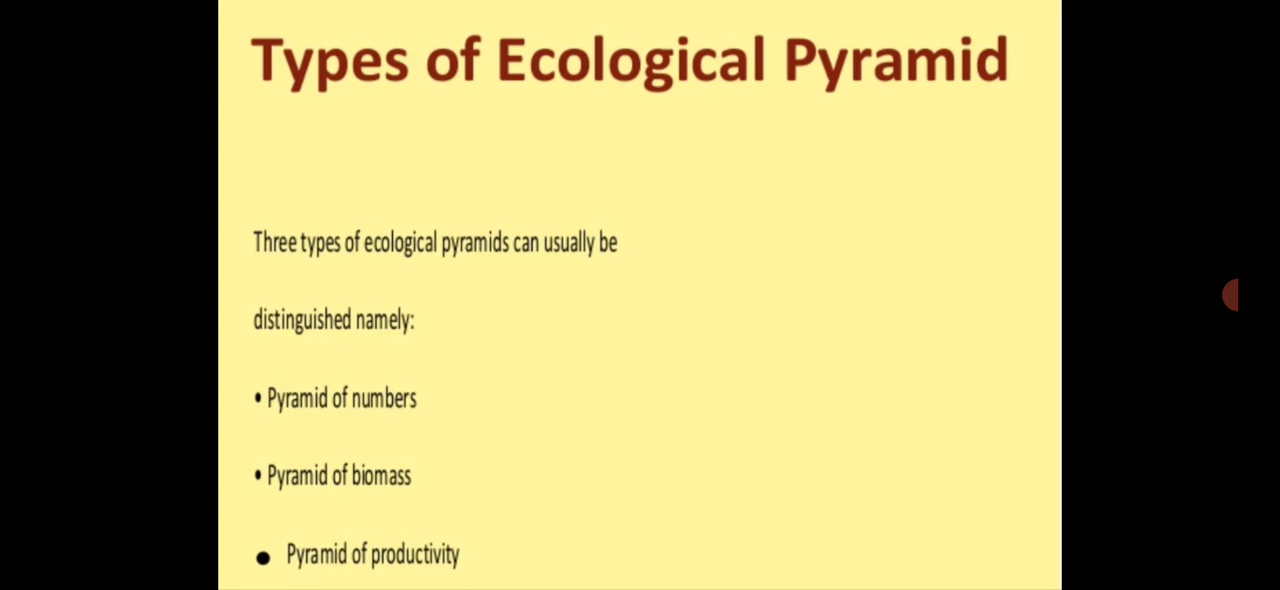 Types of Ecological Pyramid
Three types of ecological pyramids can usually be
distinguished namely:
• Pyramid of numbers
• Pyramid of biomass
● Pyramid of productivity